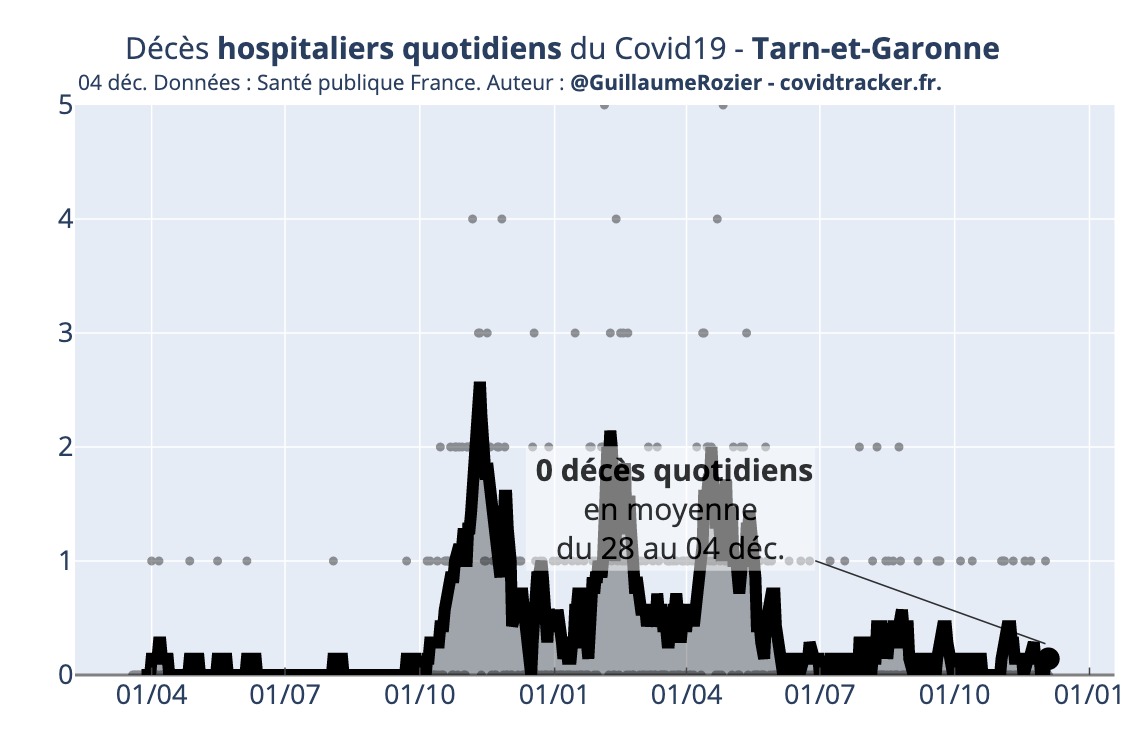 Décès hospitaliers quotidiens du Covid19 - Tarn-et-Garonne
04 déc. Données : Santé publique France. Auteur : @GuillaumeRozier - covidtracker.fr.
5
4
3
2
1
0
0 décès quotidiens
en moyenne
du 28 au 04 déc.
01/04 01/07 01/10 01/01 01/04 01/07 01/10 01/01